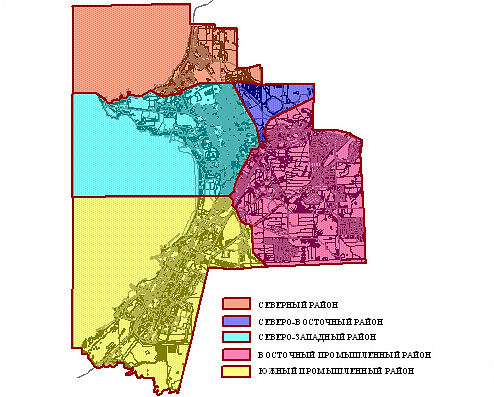 СЕВЕРНЫЙ РАЙОН
СЕВЕРО-ВОСТОЧНЫЙ РАЙОН
СЕВЕРО-ЗАПАДНЫЙ РАЙОН
ВОСТОЧНЫЙ ПРОМЫШЛЕННЫЙ РАЙОН
ЮЖНЫЙ ПРОМЫШЛЕННЫЙ РАЙОН